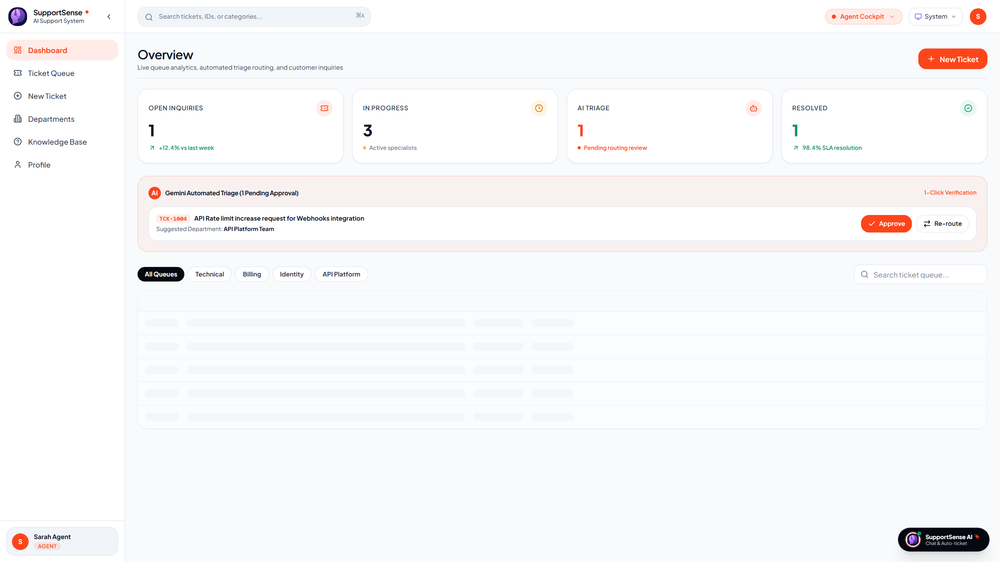 SupportSense
AI Support System
Search tickets, IDs, or categories...
⌘K
Agent Cockpit
System
S
Dashboard
Ticket Queue
New Ticket
Departments
Knowledge Base
Profile
Overview
Live queue analytics, automated triage routing, and customer inquiries
New Ticket
OPEN INQUIRIES
1
+12.4% vs last week
IN PROGRESS
3
Active specialists
AI TRIAGE
1
Pending routing review
RESOLVED
1
98.4% SLA resolution
AI
Gemini Automated Triage (1 Pending Approval)
1-Click Verification
TCK-1004 API Rate limit increase request for Webhooks integration
Suggested Department: API Platform Team
Approve
Re-route
All Queues
Technical
Billing
Identity
API Platform
Search ticket queue...
S
Sarah Agent
AGENT
SupportSense AI
Chat & Auto-ticket